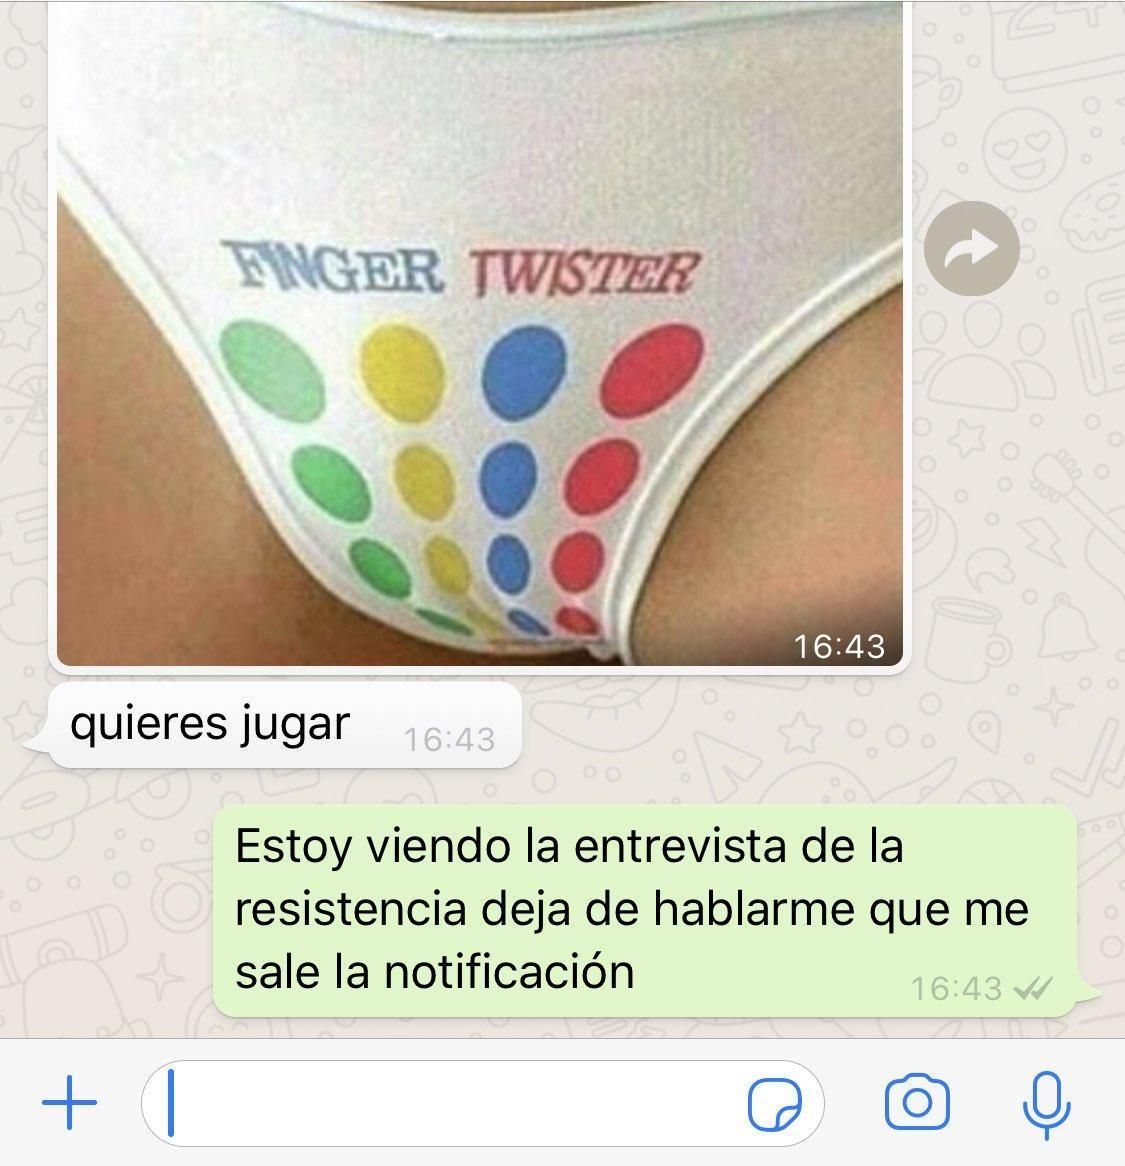 FINGER TWISTER
16:43
quieres jugar 16:43
Estoy viendo la entrevista de la
resistencia deja de hablarme que me
sale la notificación
16:43